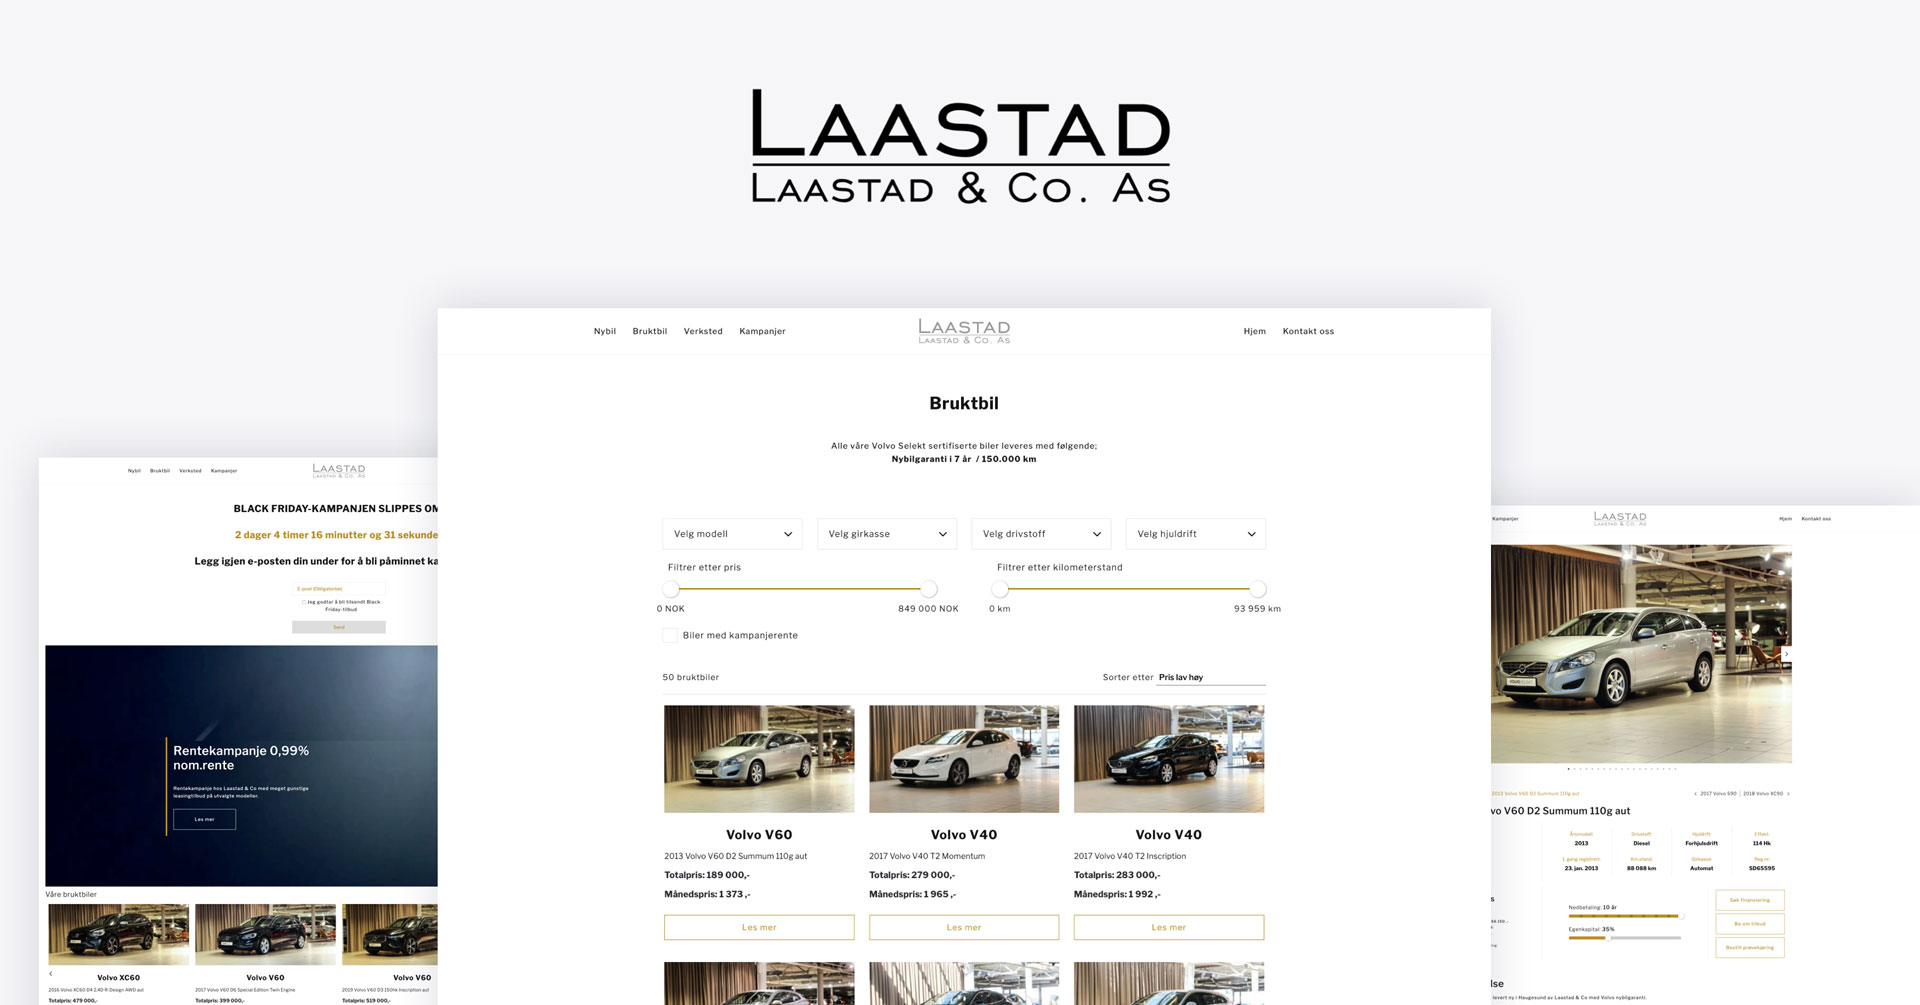 LAASTAD
LAASTAD & CO. AS
Nybil Bruktbil Verksted Kampanjer
LAASTAD
LAASTAD & CO. AS
Hjem Kontakt oss
Bruktbil
Alle våre Volvo Selekt sertifiserte biler leveres med følgende;
Nybilgaranti i 7 år / 150.000 km
Velg modell
Velg girkasse
Velg drivstoff
Velg hjuldrift
Filtrer etter pris
Filtrer etter kilometerstand
0 NOK
849 000 NOK
0 km
93 959 km
Biler med kampanjerente
50 bruktbiler
Sorter etter Pris lav høy
Volvo V60
2013 Volvo V60 D2 Summum 110g aut
Totalpris: 189 000,-
Månedspris: 1 373 ,-
Les mer
Volvo V40
2017 Volvo V40 T2 Momentum
Totalpris: 279 000,-
Månedspris: 1 965 ,-
Les mer
Volvo V40
2017 Volvo V40 T2 Inscription
Totalpris: 283 000,-
Månedspris: 1 992 ,-
Les mer
Nybil Bruktbil Verksted Kampanjer
LAASTAD
LAASTAD & CO. AS
BLACK FRIDAY-KAMPANJEN SLIPPES OM
2 dager 4 timer 16 minutter og 31 sekunde
Legg igjen e-posten din under for å bli påminnet ka
E-post (Obligatorisk)
Jeg godtar å bli tilsendt Black
Friday-tilbud
Send
Rentekampanje 0,99%
nom.rente
Rentekampanje hos Laastad & Co med meget gunstige
leasingtilbud på utvalgte modeller.
Les mer
Våre bruktbiler
Volvo XC60
2016 Volvo XC60 D4 2.4D R-Design AWD aut
Totalpris: 479 000,-
Volvo V60
2017 Volvo V60 D6 Special Edition Twin Engine
Totalpris: 399 000,-
Volvo V60
2019 Volvo V60 D3 150hk Inscription aut
Totalpris: 519 000,-
Kampanjer
LAASTAD
LAASTAD & CO. AS
Hjem Kontakt oss
2013 Volvo V60 D2 Summum 110g aut
2017 Volvo S90 | 2018 Volvo XC90
vo V60 D2 Summum 110g aut
Årsmodell:
2013
Drivstoff:
Diesel
Hjuldrift:
Forhjulsdrift
Effekt:
114 Hk
1. gang registrert:
23. jan. 2013
Km.stand:
88 088 km
Girkasse:
Automat
Reg nr:
SD65595
Nedbetaling: 10 år
Egenkapital: 35%
Søk finansiering
Be om tilbud
Bestill prøvekjøring
lse
levert ny i Haugesund av Laastad & Co med Volvo nybilgaranti.